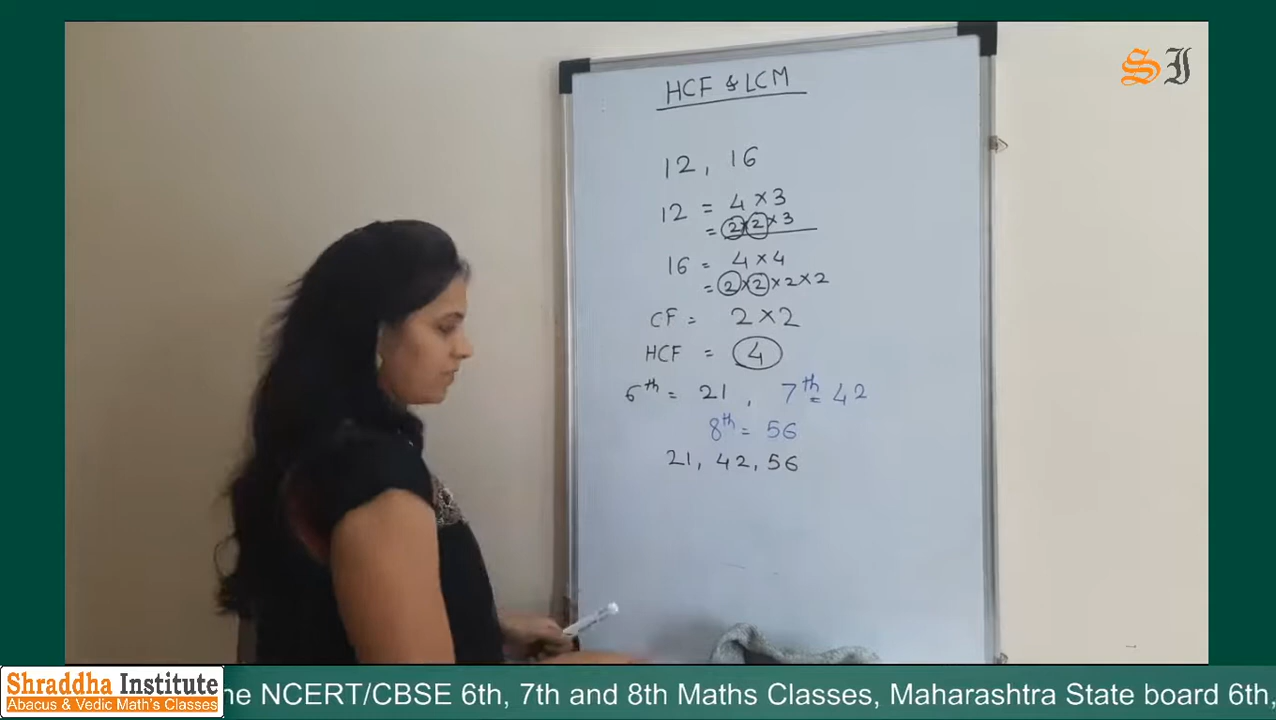 SI
HCF & LCM
12, 16
12 = 4 × 3
= 2 × 2 × 3
16 = 4 × 4
= 2 × 2 × 2 × 2
CF = 2 × 2
HCF = 4
6th = 21, 7th = 42
8th = 56
21, 42, 56
Shraddha Institute
Abacus & Vedic Math's Classes
he NCERT/CBSE 6th, 7th and 8th Maths Classes, Maharashtra State board 6th,